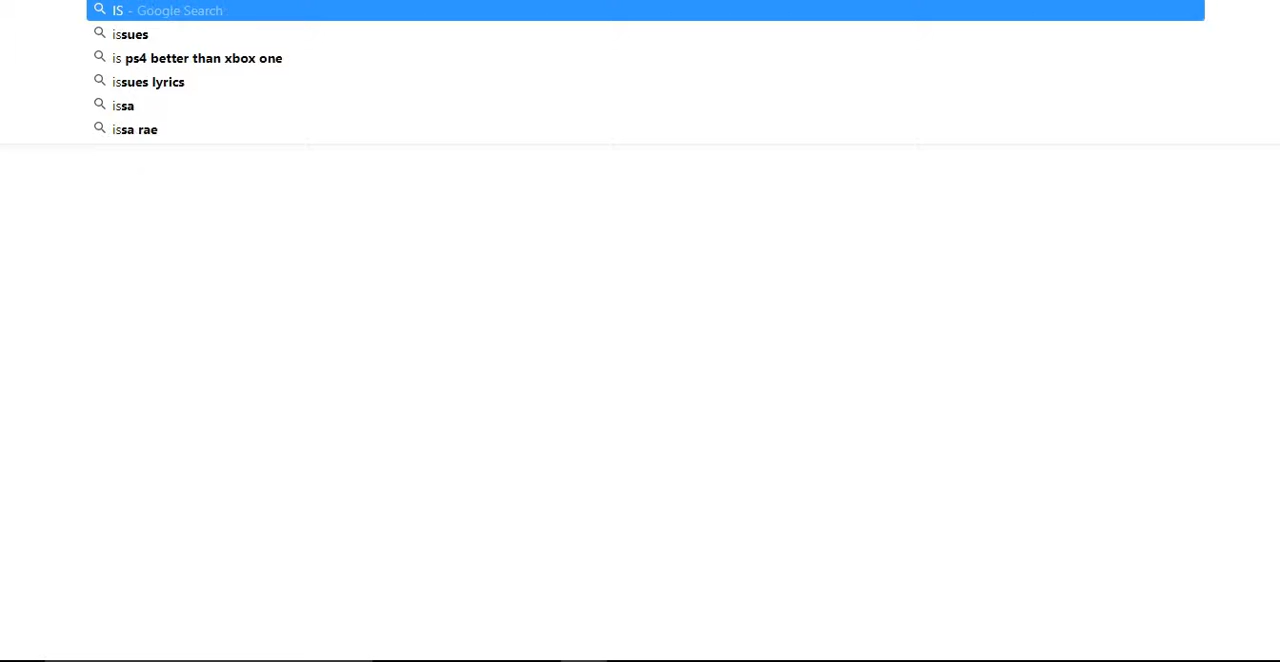 IS - Google Search
issues
is ps4 better than xbox one
issues lyrics
issa
issa rae